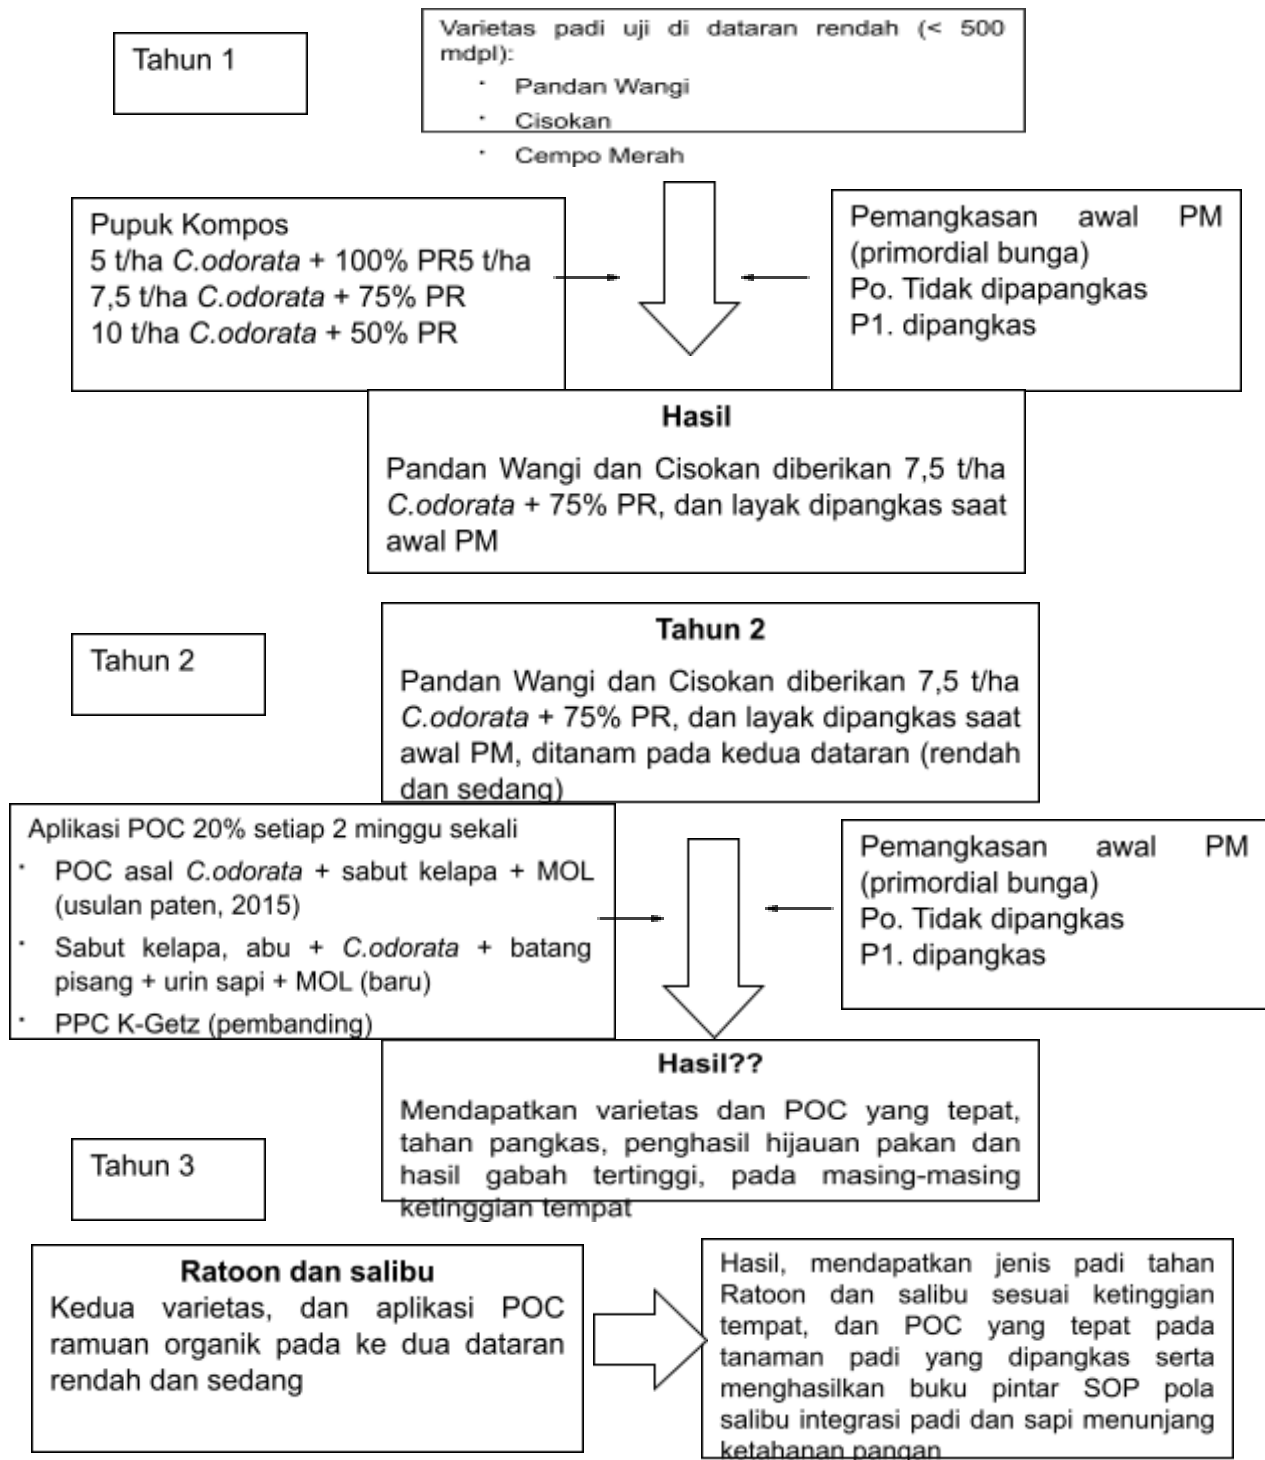 Tahun 1
Varietas padi uji di dataran rendah (< 500
mdpl):
· Pandan Wangi
· Cisokan
· Cempo Merah
Pupuk Kompos
5 t/ha C.odorata + 100% PR5 t/ha
7,5 t/ha C.odorata + 75% PR
10 t/ha C.odorata + 50% PR
Pemangkasan awal PM
(primordial bunga)
Po. Tidak dipapangkas
P1. dipangkas
Hasil
Pandan Wangi dan Cisokan diberikan 7,5 t/ha
C.odorata + 75% PR, dan layak dipangkas saat
awal PM
Tahun 2
Tahun 2
Pandan Wangi dan Cisokan diberikan 7,5 t/ha
C.odorata + 75% PR, dan layak dipangkas saat
awal PM, ditanam pada kedua dataran (rendah
dan sedang)
Aplikasi POC 20% setiap 2 minggu sekali
· POC asal C.odorata + sabut kelapa + MOL
(usulan paten, 2015)
· Sabut kelapa, abu + C.odorata + batang
pisang + urin sapi + MOL (baru)
· PPC K-Getz (pembanding)
Pemangkasan awal PM
(primordial bunga)
Po. Tidak dipangkas
P1. dipangkas
Hasil??
Mendapatkan varietas dan POC yang tepat,
tahan pangkas, penghasil hijauan pakan dan
hasil gabah tertinggi, pada masing-masing
ketinggian tempat
Tahun 3
Ratoon dan salibu
Kedua varietas, dan aplikasi POC
ramuan organik pada ke dua dataran
rendah dan sedang
Hasil, mendapatkan jenis padi tahan
Ratoon dan salibu sesuai ketinggian
tempat, dan POC yang tepat pada
tanaman padi yang dipangkas serta
menghasilkan buku pintar SOP pola
salibu integrasi padi dan sapi menunjang
ketahanan pangan